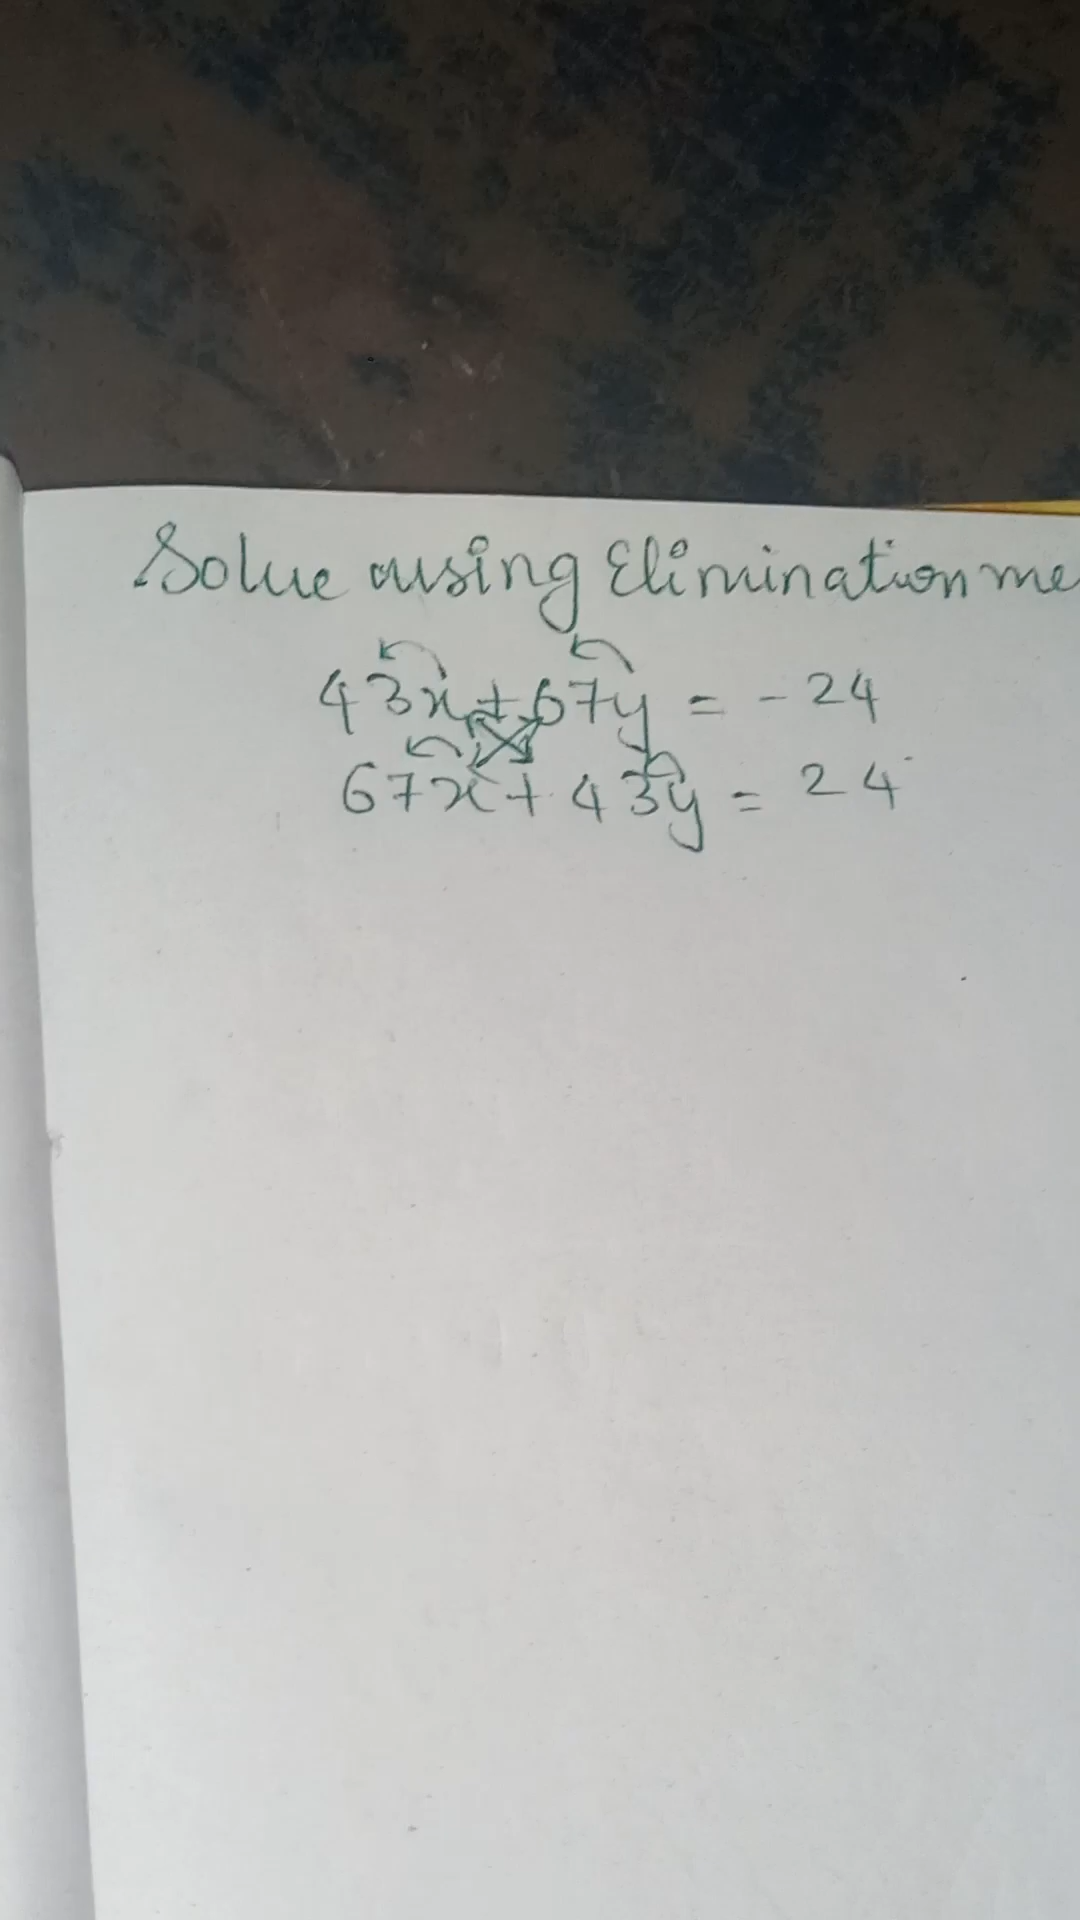 Solve using Elimination me
43x + 67y = - 24
67x + 43y = 24